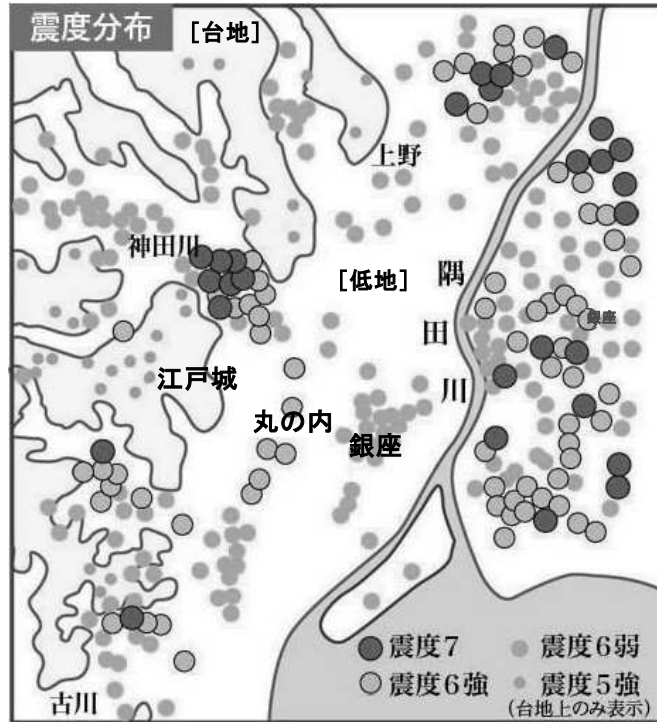 震度分布
[台地]
上野
神田川
[低地]
隅田川
銀座
江戸城
丸の内
銀座
震度7
震度6弱
震度6強
震度5強
(台地上のみ表示)
古川